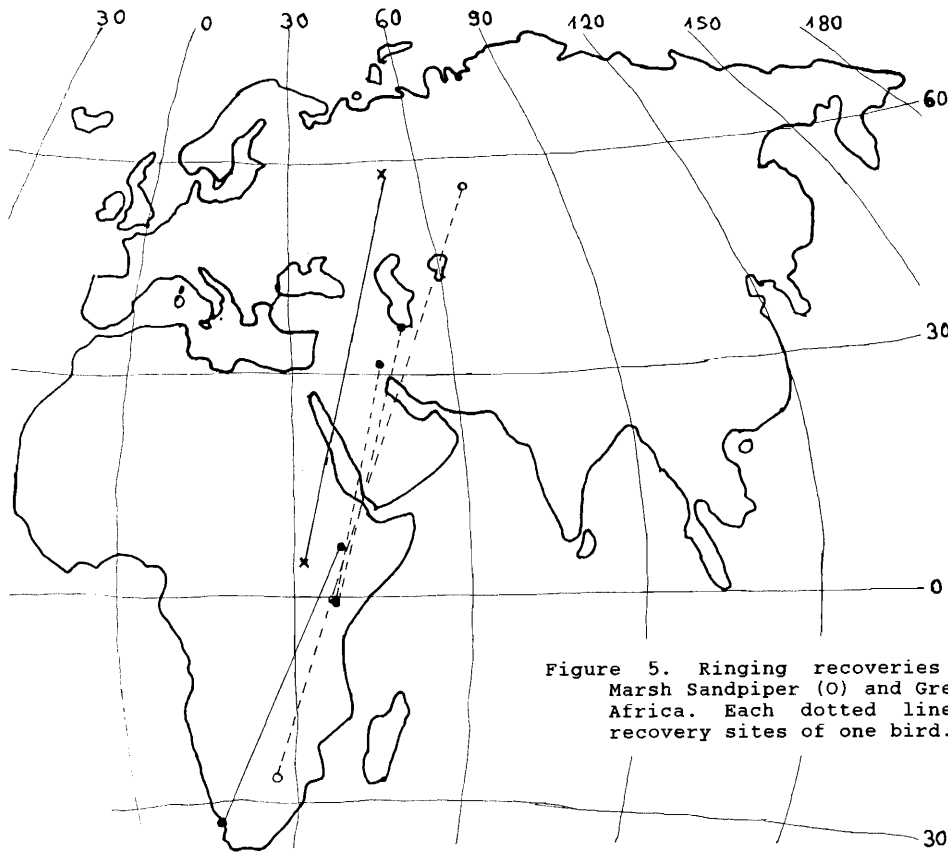 30 0 30 60 90 120 150 180
60
30
0
Figure 5. Ringing recoveries
Marsh Sandpiper (O) and Gre
Africa. Each dotted line
recovery sites of one bird.
30